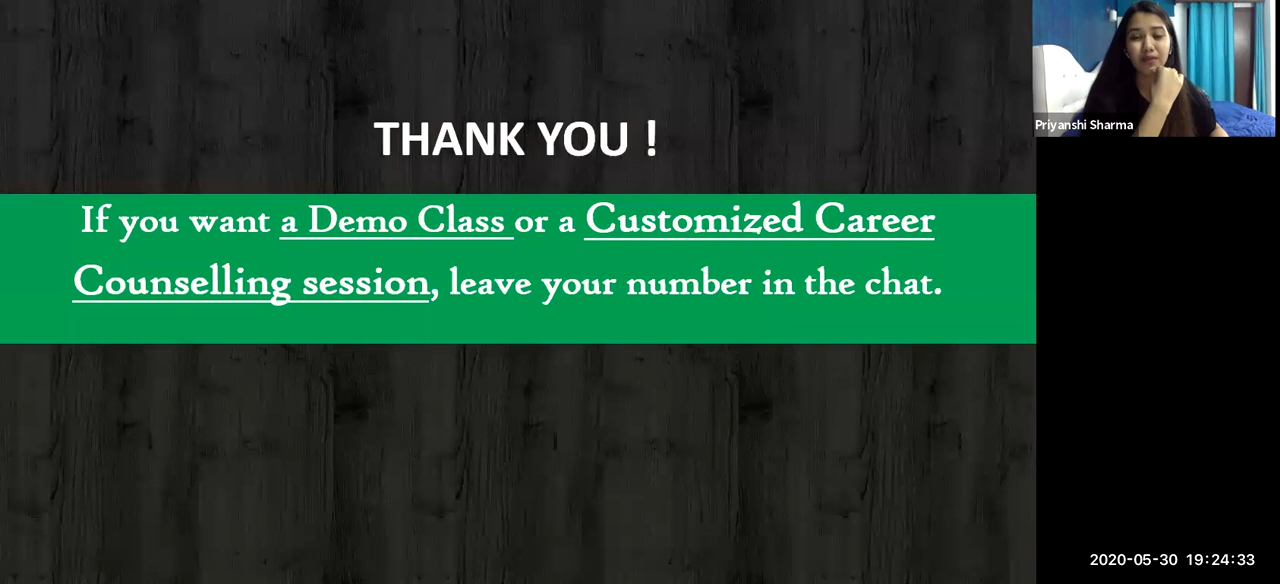 THANK YOU !
If you want a Demo Class or a Customized Career
Counselling session, leave your number in the chat.
Priyanshi Sharma
2020-05-30 19:24:33